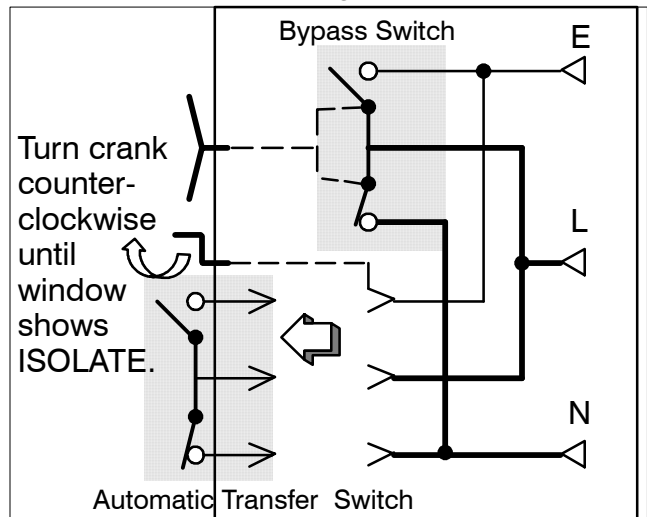 Bypass Switch
E
Turn crank
counter-
clockwise
until
window
shows
ISOLATE.
L
N
Automatic Transfer Switch